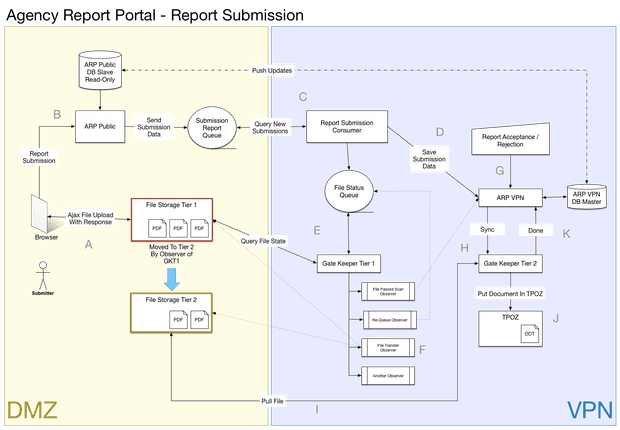 Agency Report Portal - Report Submission
ARP Public
DB Slave
Read-Only
Push Updates
B
C
ARP Public
Send
Submission
Data
Submission
Report
Queue
Query New
Submissions
Report Submission
Consumer
D
Report Acceptance /
Rejection
Report
Submission
Save
Submission
Data
G
File Status
Queue
ARP VPN
ARP VPN
DB Master
Ajax File Upload
With Response
File Storage Tier 1
PDF
PDF
PDF
Browser
A
Query File State
E
Sync
Done
K
H
Moved To Tier 2
By Observer of
GKT1
Gate Keeper Tier 1
Gate Keeper Tier 2
Submitter
File Passed Scan
Observer
Put Document In TPOZ
File Storage Tier 2
PDF
PDF
Re-Queue Observer
TPOZ
ODT
J
File Transfer
Observer
F
Another Observer
Pull File
I
DMZ
VPN